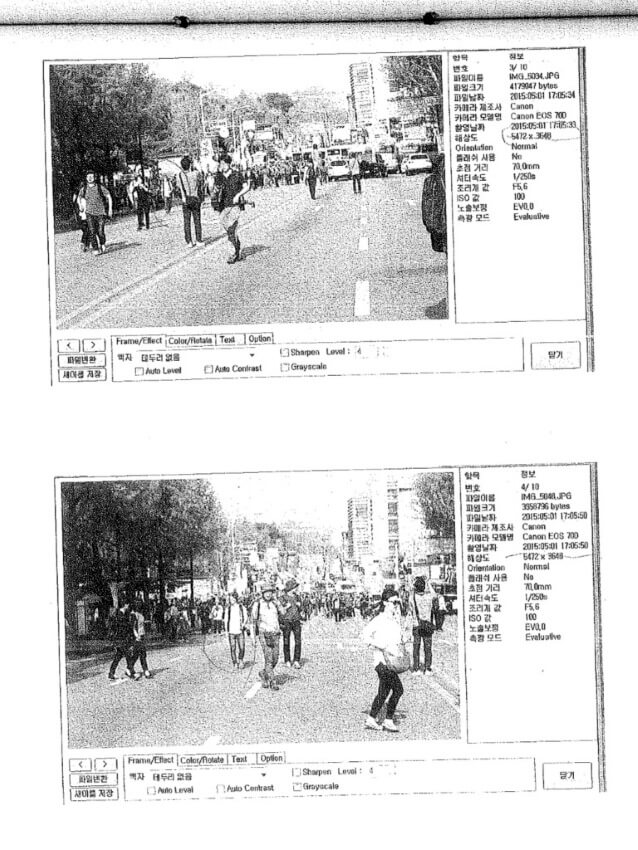 항목 정보
번호 3/ 10
파일이름 IMG_5034.JPG
파일크기 4179047 bytes
파일날짜 2015:05:01 17:05:34
카메라 제조사 Canon
카메라 모델명 Canon EOS 70D
촬영날짜 2015:05:01 17:05:33
해상도 5472 x 3648
Orientation Normal
플래쉬 사용 No
초점 거리 70,0mm
셔터속도 1/250s
조리개 값 F5,6
ISO 값 100
노출보정 EV0,0
측광 모드 Evaluative
< > Frame/Effect Color/Rotate Text Option
파일변환 액자 테두리 없음 Sharpen Level : 4 닫기
새이름 저장 Auto Level Auto Contrast Grayscale
항목 정보
번호 4/ 10
파일이름 IMG_5048.JPG
파일크기 3958796 bytes
파일날짜 2015:05:01 17:05:50
카메라 제조사 Canon
카메라 모델명 Canon EOS 70D
촬영날짜 2015:05:01 17:05:50
해상도 5472 x 3648
Orientation Normal
플래쉬 사용 No
초점 거리 70,0mm
셔터속도 1/250s
조리개 값 F5,6
ISO 값 100
노출보정 EV0,0
측광 모드 Evaluative
< > Frame/Effect Color/Rotate Text Option
파일변환 액자 테두리 없음 Sharpen Level : 4 닫기
새이름 저장 Auto Level Auto Contrast Grayscale